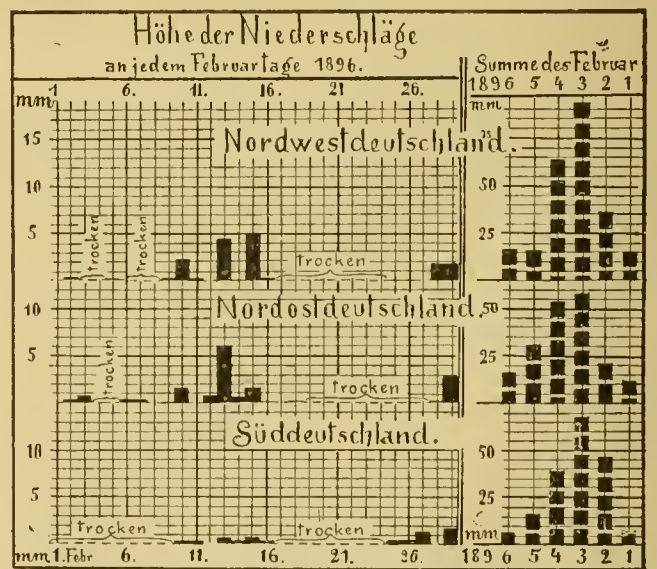 Höhe der Niederschläge
an jedem Februartage 1896.
Summe des Februar
1896 5 4 3 2 1
mm 1. 6. 11. 16. 21. 26.
mm
15
10
5
Nordwestdeutschland.
trocken
trocken
trocken
75
50
25
10
5
Nordostdeutschland.
trocken
trocken
50
25
10
5
Süddeutschland.
trocken
trocken
50
25
mm
mm 1. Febr 6. 11. 16. 21. 26. 189 6 5 4 3 2 1